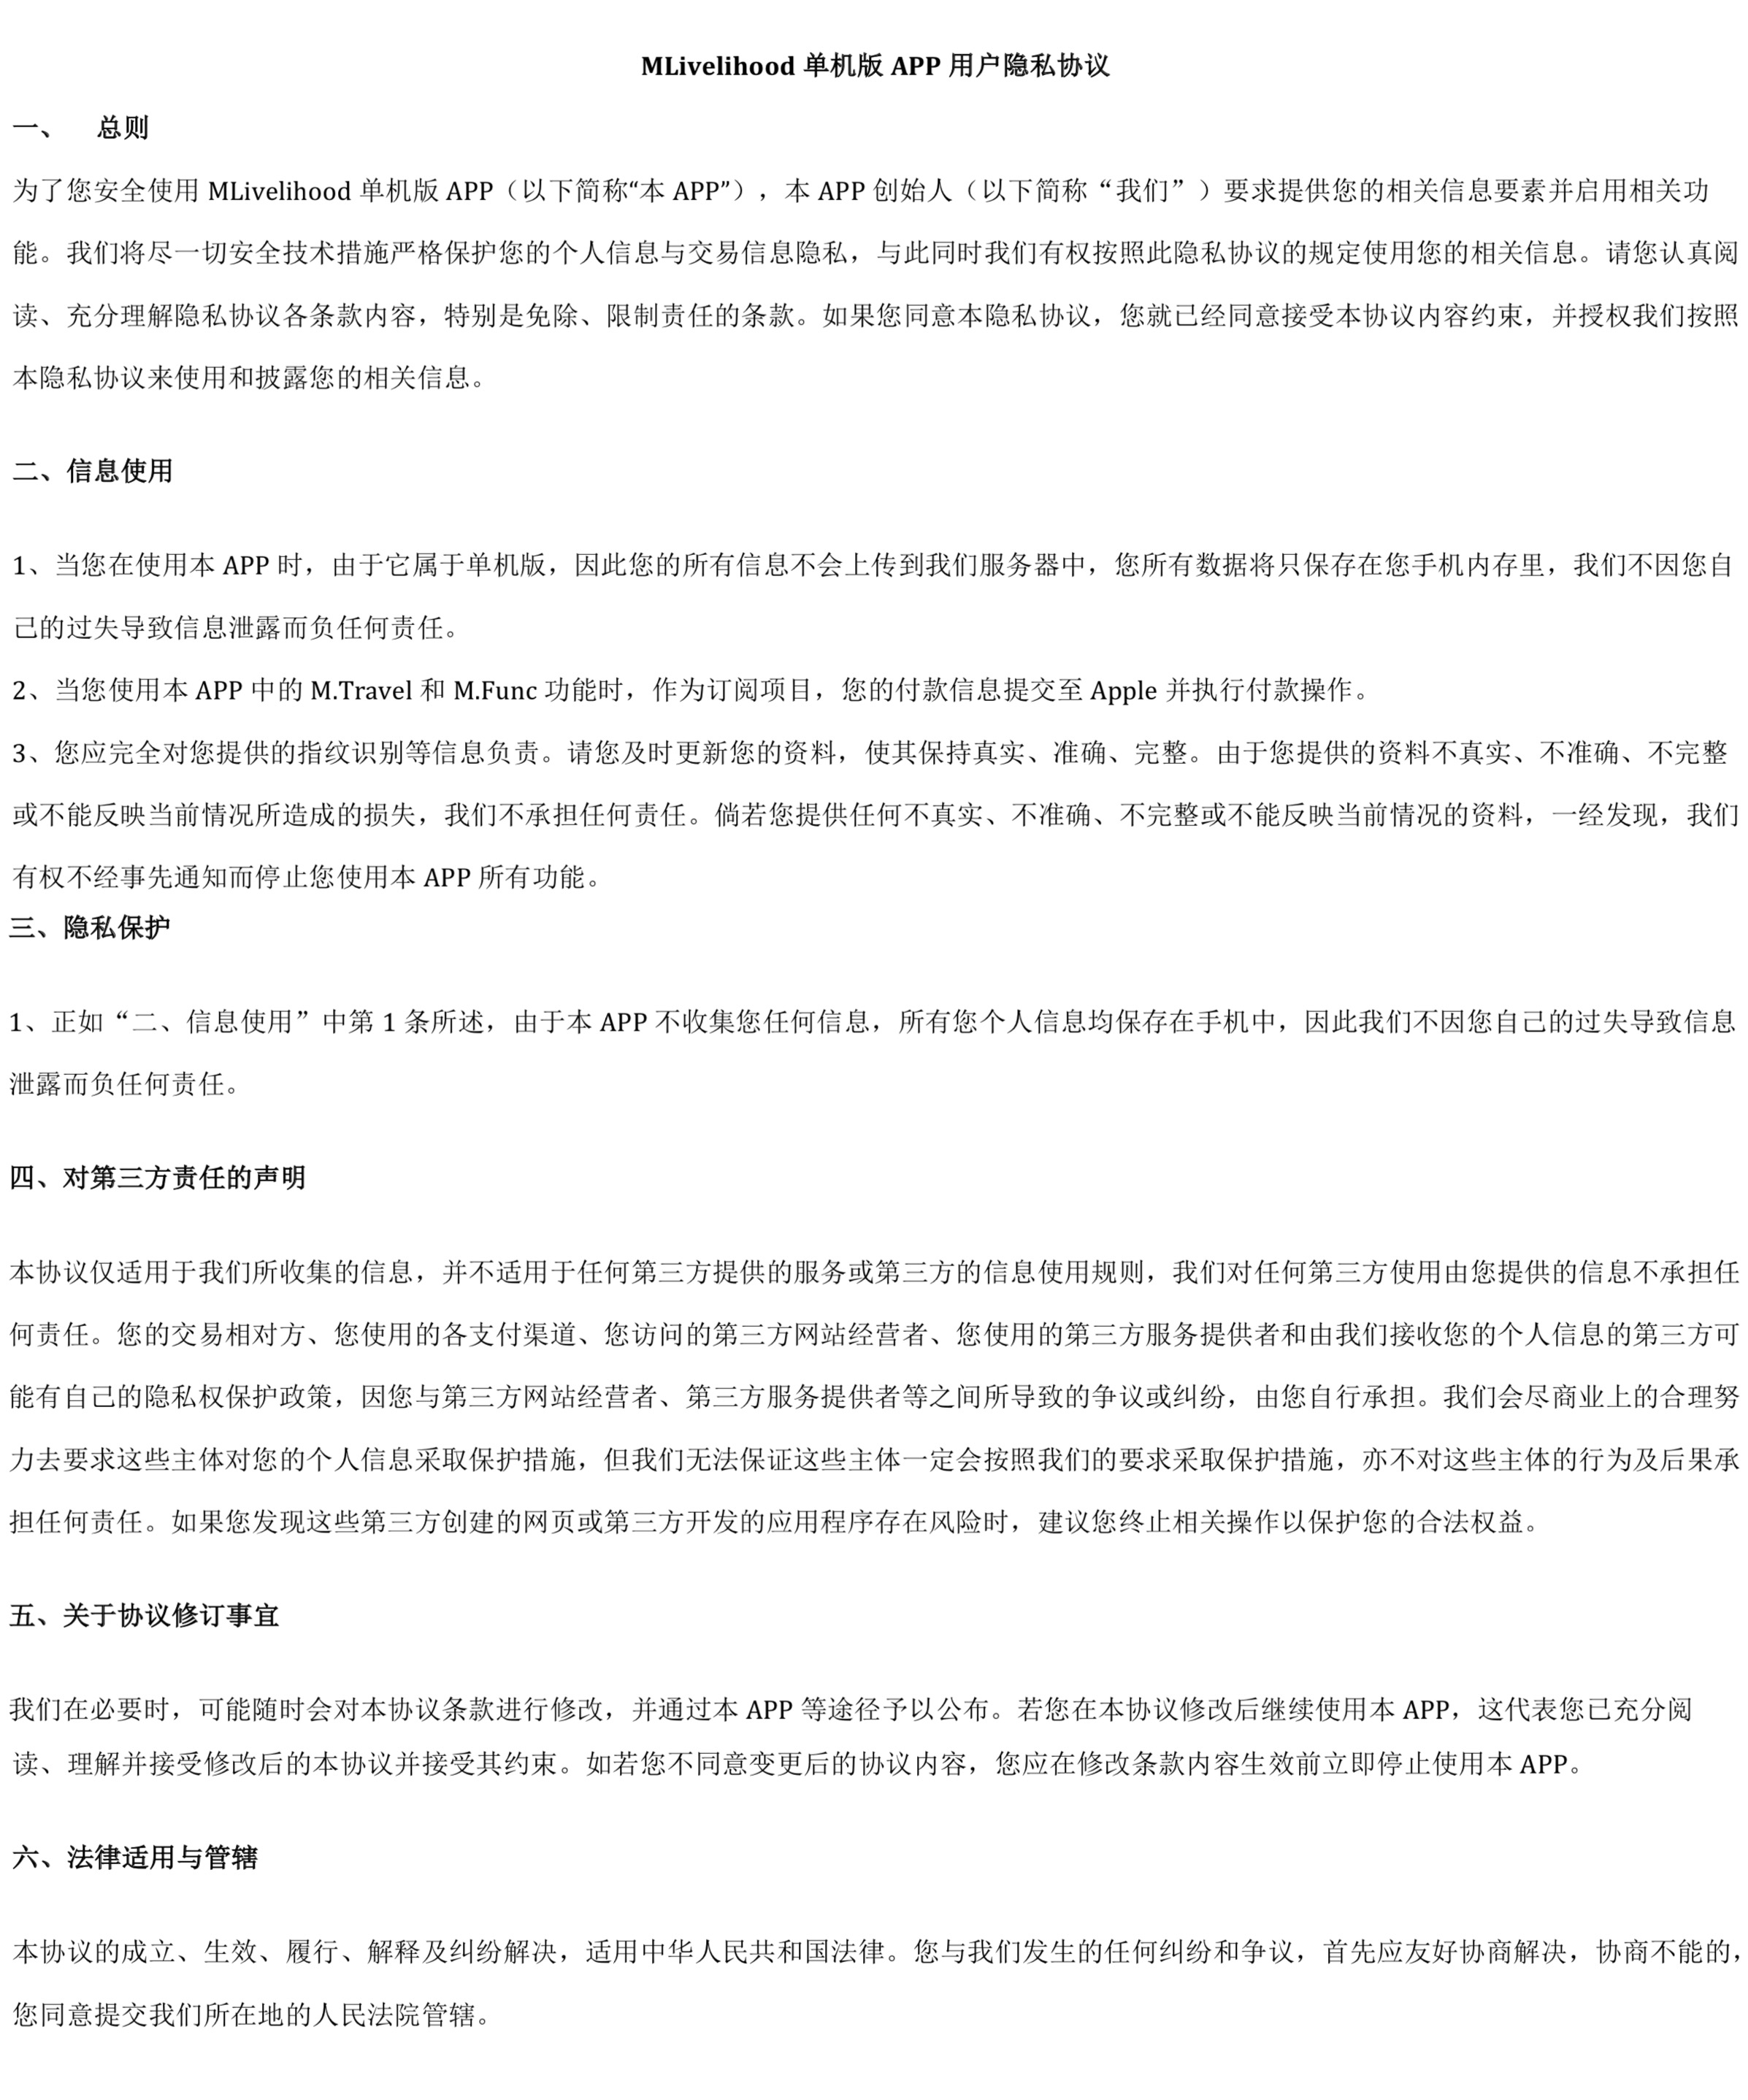 MLivelihood 单机版 APP 用户隐私协议
一、 总则
为了您安全使用 MLivelihood 单机版 APP（以下简称“本 APP”），本 APP 创始人（以下简称“我们”）要求提供您的相关信息要素并启用相关功
能。我们将尽一切安全技术措施严格保护您的个人信息与交易信息隐私，与此同时我们有权按照此隐私协议的规定使用您的相关信息。请您认真阅
读、充分理解隐私协议各条款内容，特别是免除、限制责任的条款。如果您同意本隐私协议，您就已经同意接受本协议内容约束，并授权我们按照
本隐私协议来使用和披露您的相关信息。
二、信息使用
1、当您在使用本 APP 时，由于它属于单机版，因此您的所有信息不会上传到我们服务器中，您所有数据将只保存在您手机内存里，我们不因您自
己的过失导致信息泄露而负任何责任。
2、当您使用本 APP 中的 M.Travel 和 M.Func 功能时，作为订阅项目，您的付款信息提交至 Apple 并执行付款操作。
3、您应完全对您提供的指纹识别等信息负责。请您及时更新您的资料，使其保持真实、准确、完整。由于您提供的资料不真实、不准确、不完整
或不能反映当前情况所造成的损失，我们不承担任何责任。倘若您提供任何不真实、不准确、不完整或不能反映当前情况的资料，一经发现，我们
有权不经事先通知而停止您使用本 APP 所有功能。
三、隐私保护
1、正如“二、信息使用”中第 1 条所述，由于本 APP 不收集您任何信息，所有您个人信息均保存在手机中，因此我们不因您自己的过失导致信息
泄露而负任何责任。
四、对第三方责任的声明
本协议仅适用于我们所收集的信息，并不适用于任何第三方提供的服务或第三方的信息使用规则，我们对任何第三方使用由您提供的信息不承担任
何责任。您的交易相对方、您使用的各支付渠道、您访问的第三方网站经营者、您使用的第三方服务提供者和由我们接收您的个人信息的第三方可
能有自己的隐私权保护政策，因您与第三方网站经营者、第三方服务提供者等之间所导致的争议或纠纷，由您自行承担。我们会尽商业上的合理努
力去要求这些主体对您的个人信息采取保护措施，但我们无法保证这些主体一定会按照我们的要求采取保护措施，亦不对这些主体的行为及后果承
担任何责任。如果您发现这些第三方创建的网页或第三方开发的应用程序存在风险时，建议您终止相关操作以保护您的合法权益。
五、关于协议修订事宜
我们在必要时，可能随时会对本协议条款进行修改，并通过本 APP 等途径予以公布。若您在本协议修改后继续使用本 APP，这代表您已充分阅
读、理解并接受修改后的本协议并接受其约束。如若您不同意变更后的协议内容，您应在修改条款内容生效前立即停止使用本 APP。
六、法律适用与管辖
本协议的成立、生效、履行、解释及纠纷解决，适用中华人民共和国法律。您与我们发生的任何纠纷和争议，首先应友好协商解决，协商不能的，
您同意提交我们所在地的人民法院管辖。